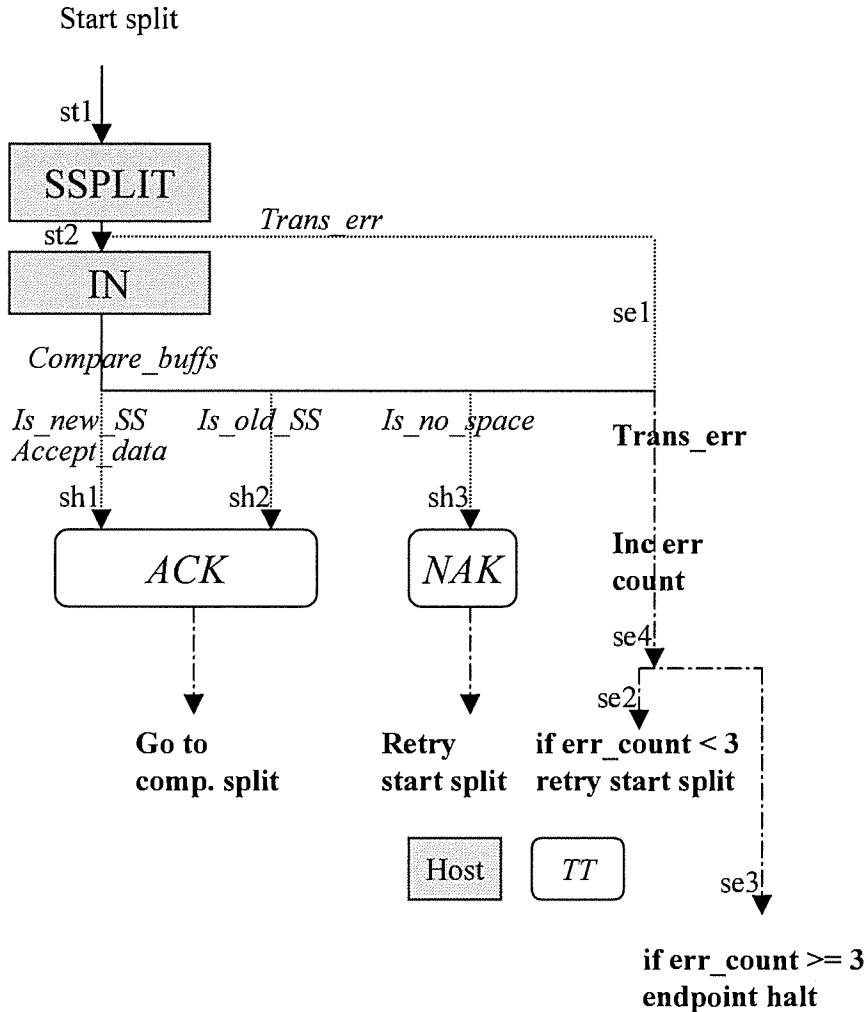 Start split
st1
SSPLIT
st2
Trans_err
IN
se1
Compare_buffs
Is_new_SS
Accept_data
Is_old_SS
Is_no_space
Trans_err
sh1
sh2
sh3
ACK
NAK
Inc err
count
se4
se2
Go to
comp. split
Retry
start split
if err_count < 3
retry start split
Host
TT
se3
if err_count >= 3
endpoint halt